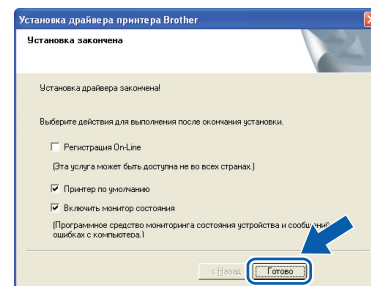 Установка драйвера принтера Brother
Установка закончена
Установка драйвера закончена!
Выберите действия для выполнения после окончания установки.
Регистрация On-Line
(Эта услуга может быть доступна не во всех странах.)
Принтер по умолчанию
Включить монитор состояния
(Программное средство мониторинга состояния устройства и
ошибках с компьютера.)
< Назад
Готово